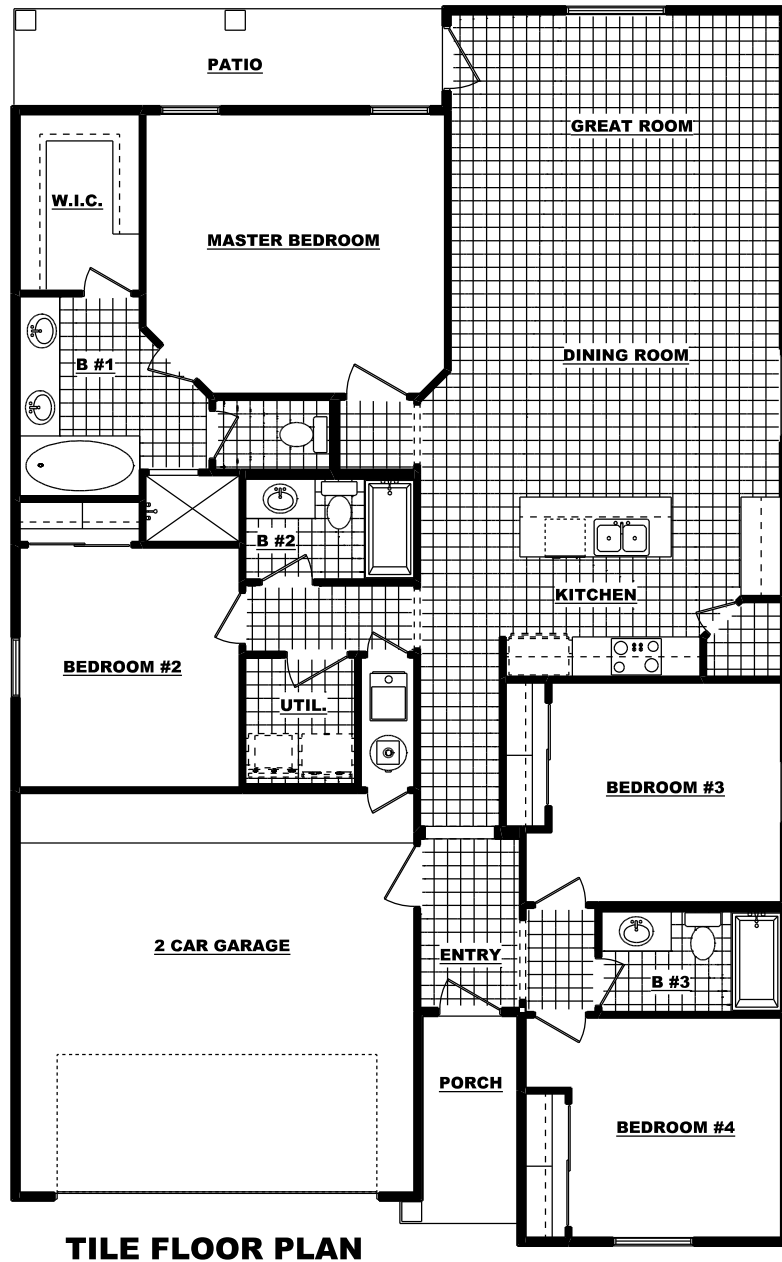 PATIO
GREAT ROOM
W.I.C.
MASTER BEDROOM
DINING ROOM
B #1
B #2
KITCHEN
BEDROOM #2
UTIL.
BEDROOM #3
2 CAR GARAGE
ENTRY
B #3
PORCH
BEDROOM #4
TILE FLOOR PLAN